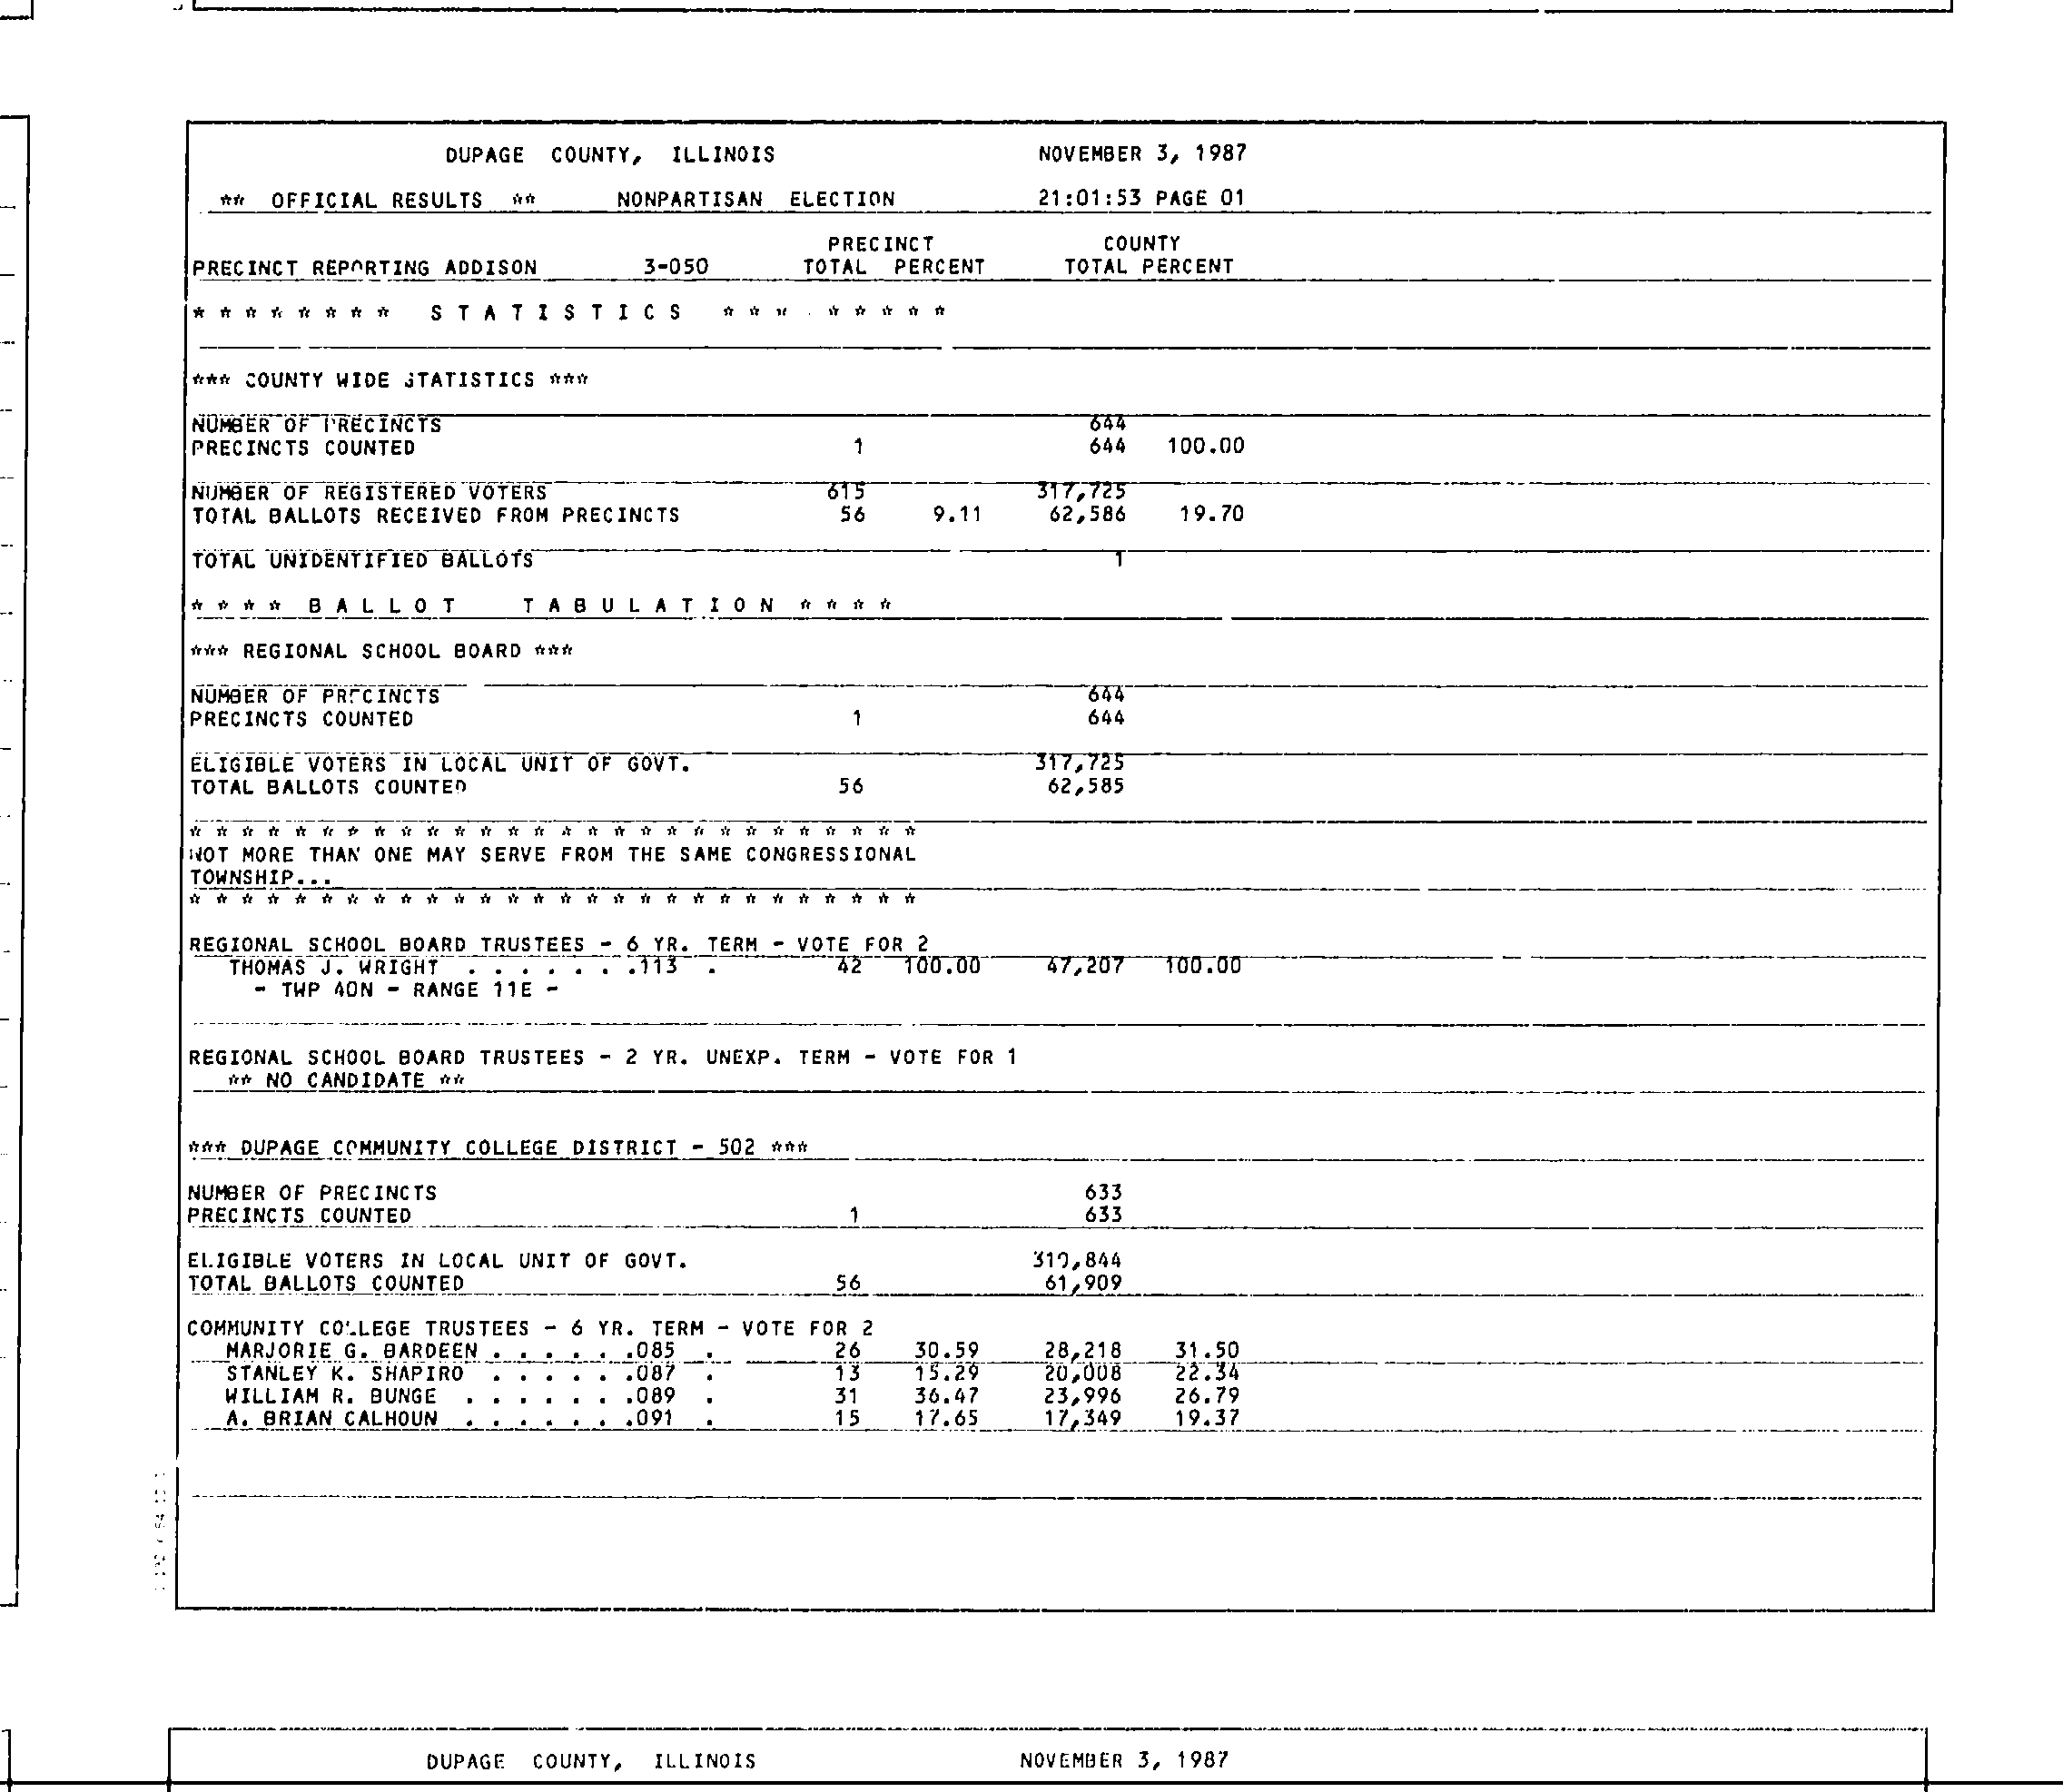 DUPAGE COUNTY, ILLINOIS NOVEMBER 3, 1987
** OFFICIAL RESULTS ** NONPARTISAN ELECTION 21:01:53 PAGE 01
PRECINCT COUNTY
PRECINCT REPORTING ADDISON 3-050 TOTAL PERCENT TOTAL PERCENT
* * * * * * * * S T A T I S T I C S * * * * * * * *
*** COUNTY WIDE STATISTICS ***
NUMBER OF PRECINCTS 644
PRECINCTS COUNTED 1 644 100.00
NUMBER OF REGISTERED VOTERS 615 317,725
TOTAL BALLOTS RECEIVED FROM PRECINCTS 56 9.11 62,586 19.70
TOTAL UNIDENTIFIED BALLOTS 1
* * * * B A L L O T T A B U L A T I O N * * * *
*** REGIONAL SCHOOL BOARD ***
NUMBER OF PRECINCTS 644
PRECINCTS COUNTED 1 644
ELIGIBLE VOTERS IN LOCAL UNIT OF GOVT. 317,725
TOTAL BALLOTS COUNTED 56 62,585
* * * * * * * * * * * * * * * * * * * * * * * * * * * *
NOT MORE THAN ONE MAY SERVE FROM THE SAME CONGRESSIONAL
TOWNSHIP...
* * * * * * * * * * * * * * * * * * * * * * * * * * * *
REGIONAL SCHOOL BOARD TRUSTEES - 6 YR. TERM - VOTE FOR 2
THOMAS J. WRIGHT . . . . . . .113 . 42 100.00 47,207 100.00
- TWP 40N - RANGE 11E -
REGIONAL SCHOOL BOARD TRUSTEES - 2 YR. UNEXP. TERM - VOTE FOR 1
** NO CANDIDATE **
*** DUPAGE COMMUNITY COLLEGE DISTRICT - 502 ***
NUMBER OF PRECINCTS 633
PRECINCTS COUNTED 1 633
ELIGIBLE VOTERS IN LOCAL UNIT OF GOVT.
TOTAL BALLOTS COUNTED 56 61,909
COMMUNITY COLLEGE TRUSTEES - 6 YR. TERM - VOTE FOR 2
MARJORIE G. BARDEEN . . . . . .085 . 26 30.59 28,218 31.50
STANLEY K. SHAPIRO . . . . . .087 . 13 15.29 20,008 22.34
WILLIAM R. BUNGE . . . . . . .089 . 31 36.47 23,996 26.79
A. BRIAN CALHOUN . . . . . . .091 . 15 17.65 17,349 19.37
DUPAGE COUNTY, ILLINOIS NOVEMBER 3, 1987